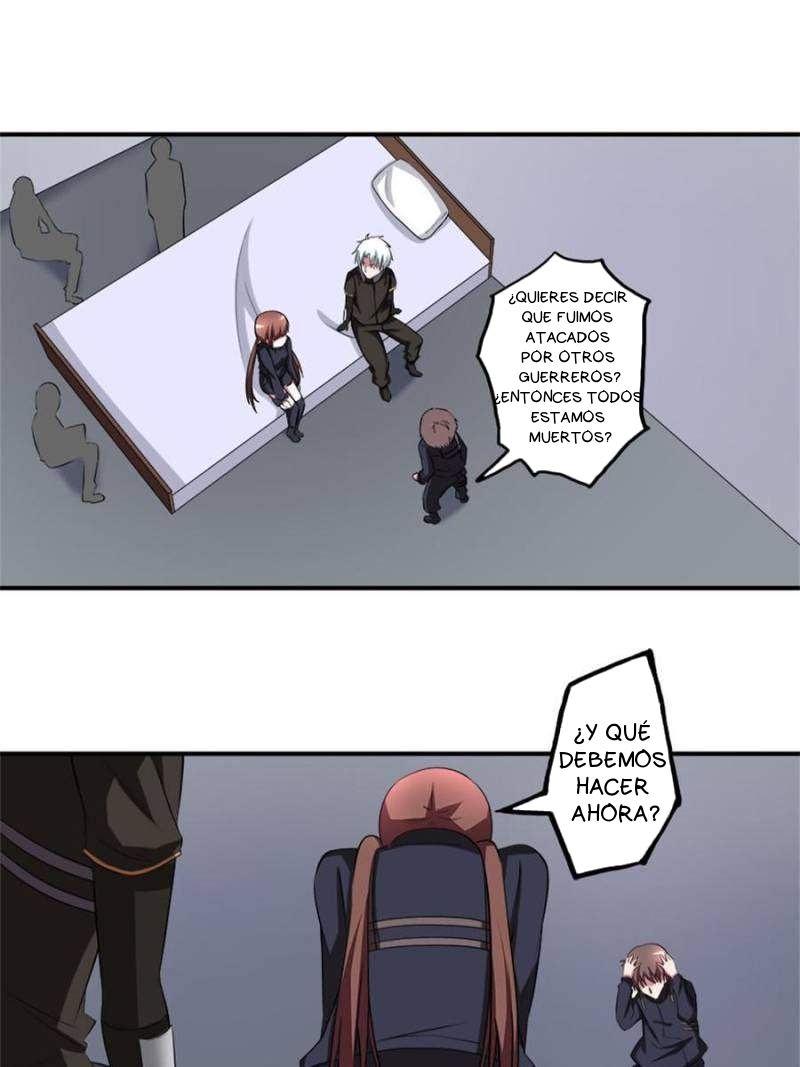 ¿QUIERES DECIR
QUE FUIMOS
ATACADOS
POR OTROS
GUERREROS?
¿ENTONCES TODOS
ESTAMOS
MUERTOS?
¿Y QUÉ
DEBEMOS
HACER
AHORA?